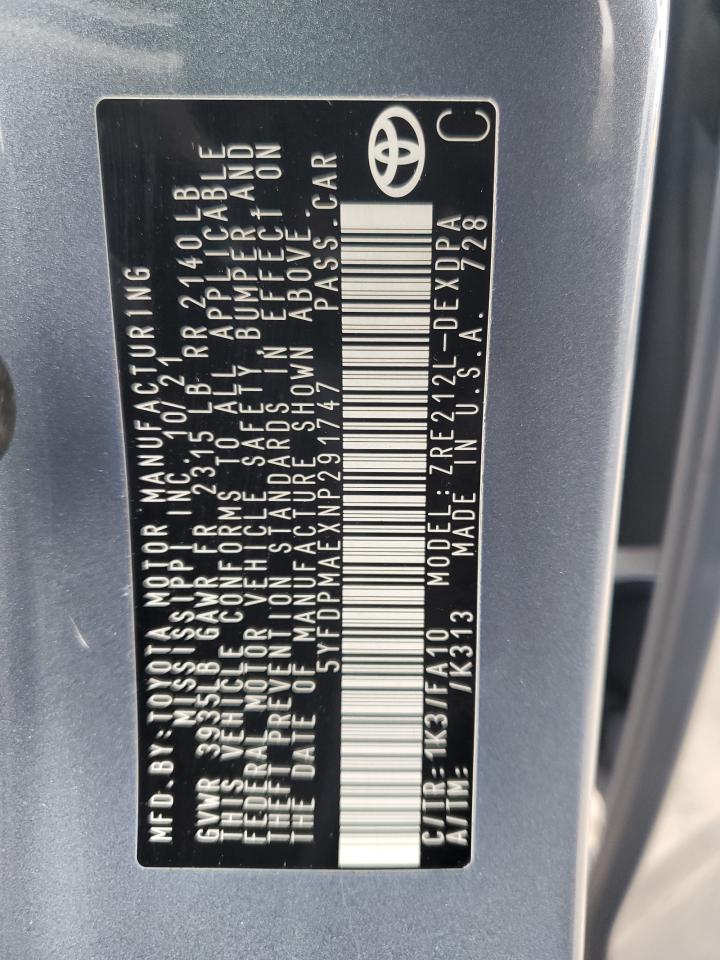 MFD.BY:TOYOTA MOTOR MANUFACTURING
MISSISSIPPI INC.10/21
GVWR 3935LB GAWR FR 2315 LB RR 2140LB
THIS VEHICLE CONFORMS TO ALL APPLICABLE
FEDERAL MOTOR VEHICLE SAFETY, BUMPER,AND
THEFT PREVENTION STANDARDS IN EFFECT ON
THE DATE OF MANUFACTURE SHOWN ABOVE.
5YFDPMAEXNP291747 PASS.CAR
C/TR:1K3/FA10 MODEL:ZRE212L-DEXDPA
A/TM: /K313 MADE IN U.S.A. 728
C